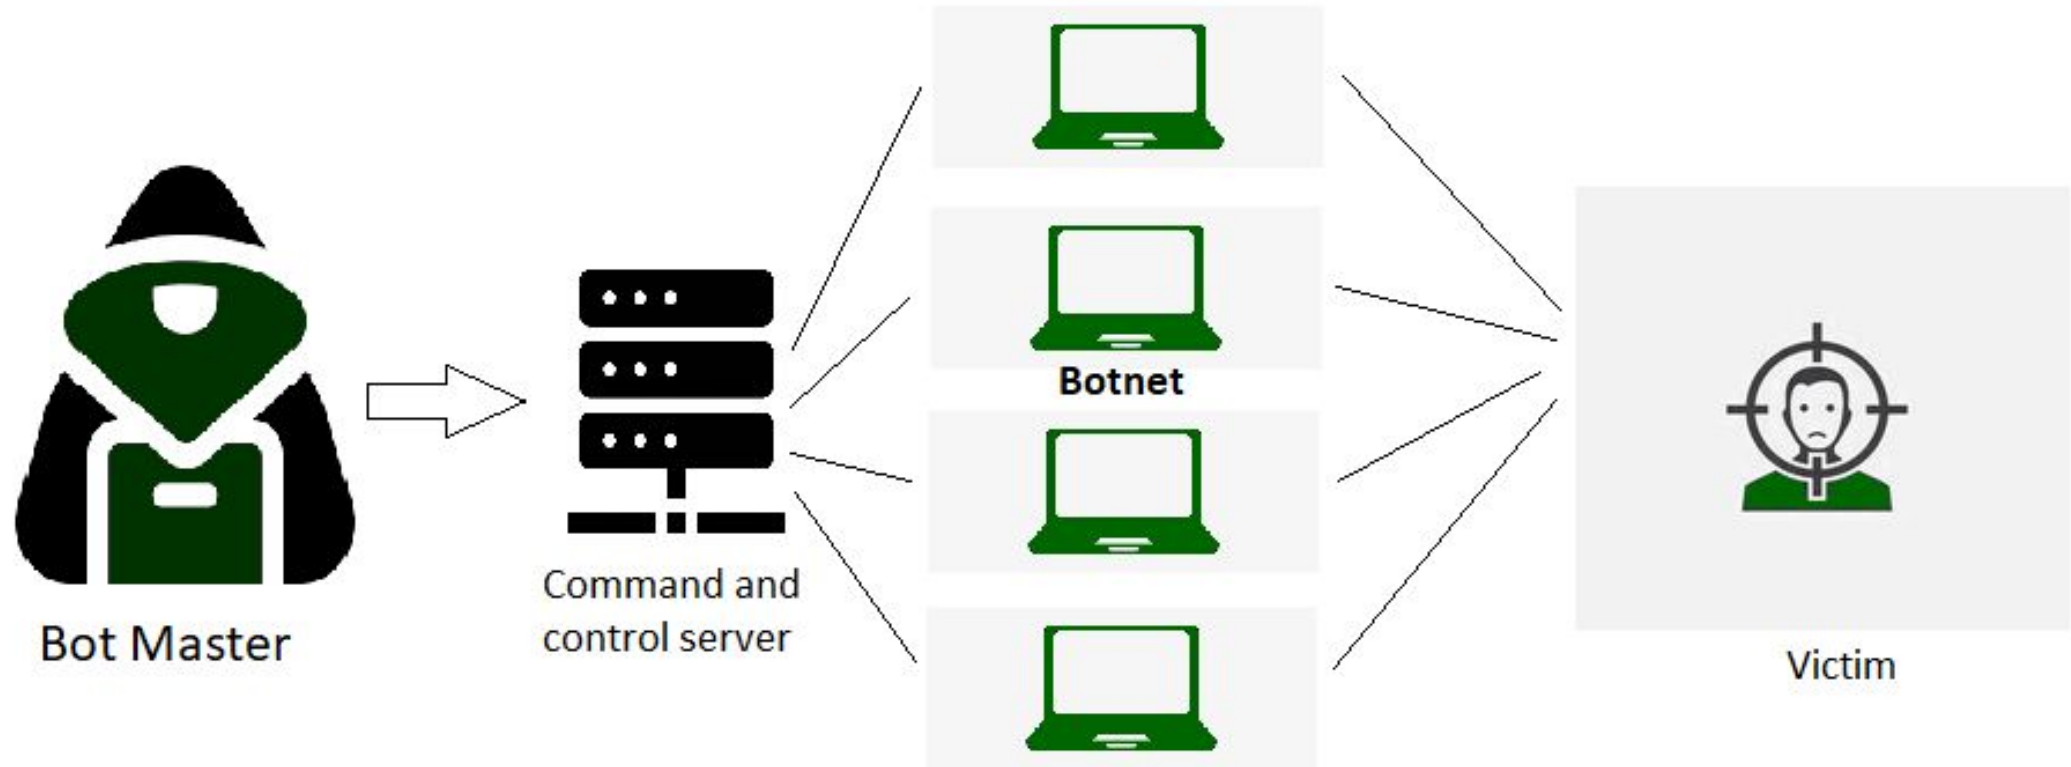 Bot Master
Command and
control server
Botnet
Victim